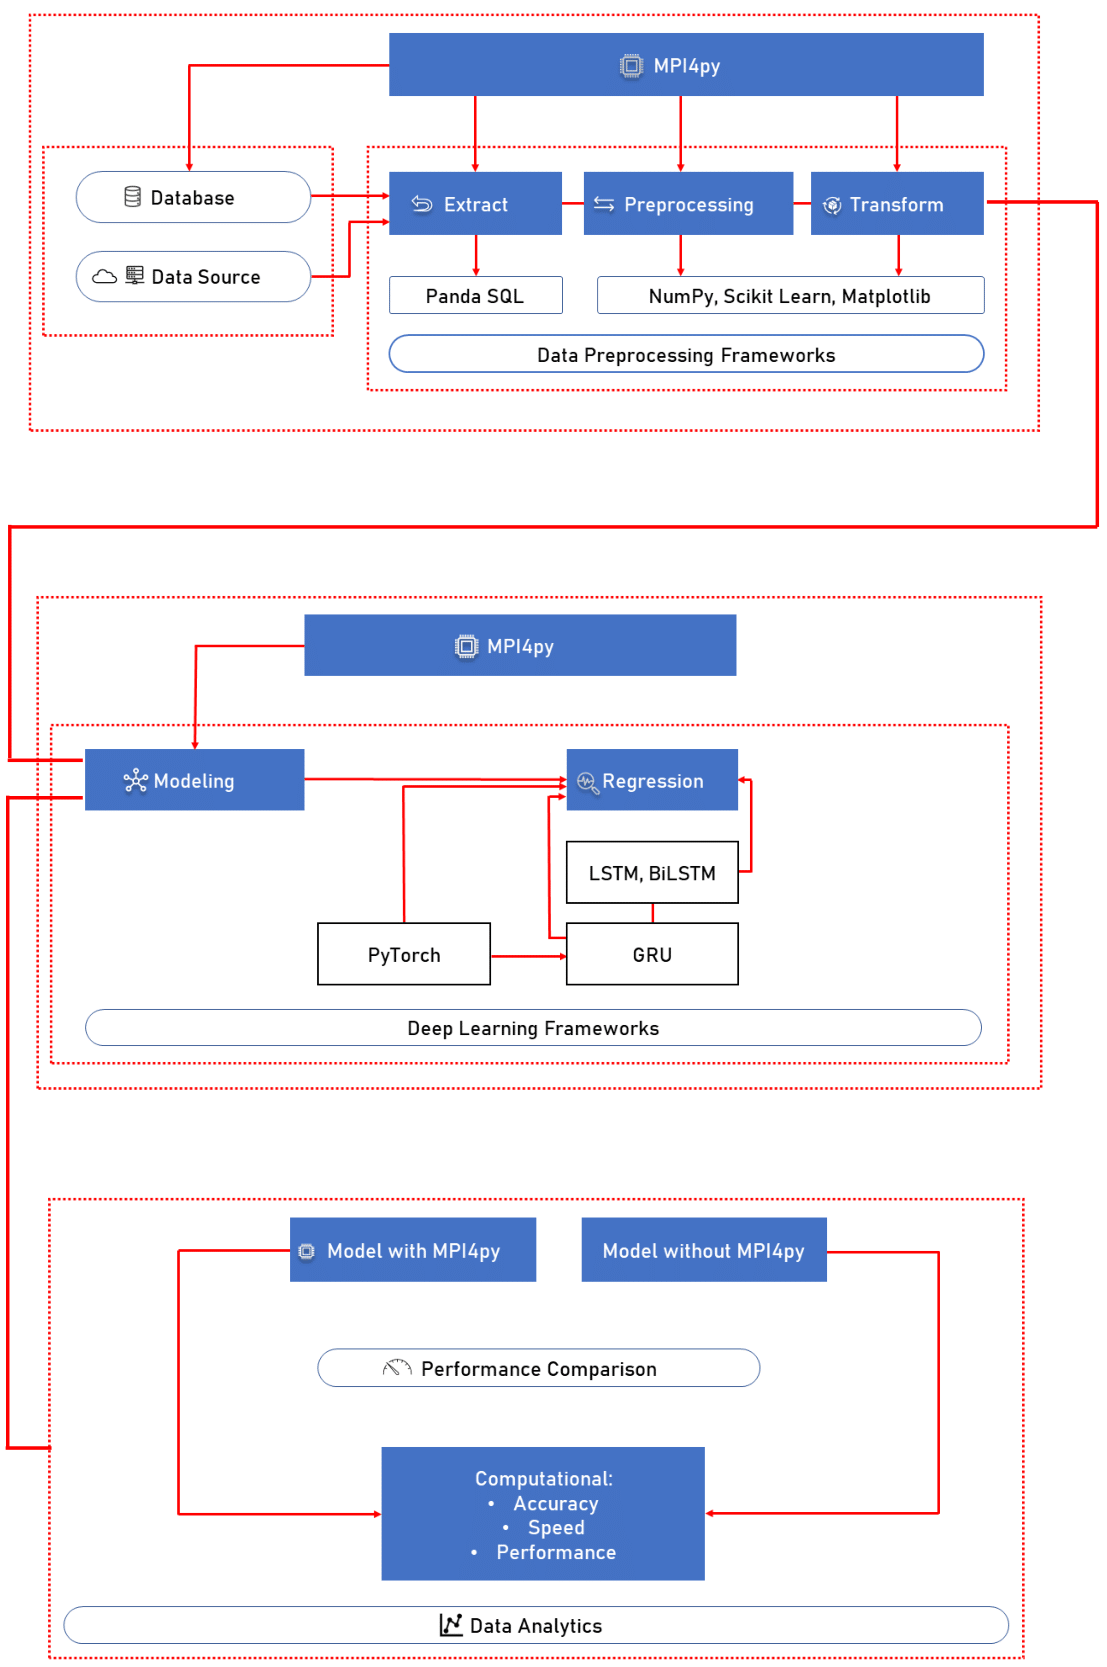 MPI4py
Database
Extract
Preprocessing
Transform
Data Source
Panda SQL
NumPy, Scikit Learn, Matplotlib
Data Preprocessing Frameworks
MPI4py
Modeling
Regression
LSTM, BiLSTM
PyTorch
GRU
Deep Learning Frameworks
Model with MPI4py
Model without MPI4py
Performance Comparison
Computational:
• Accuracy
• Speed
• Performance
Data Analytics